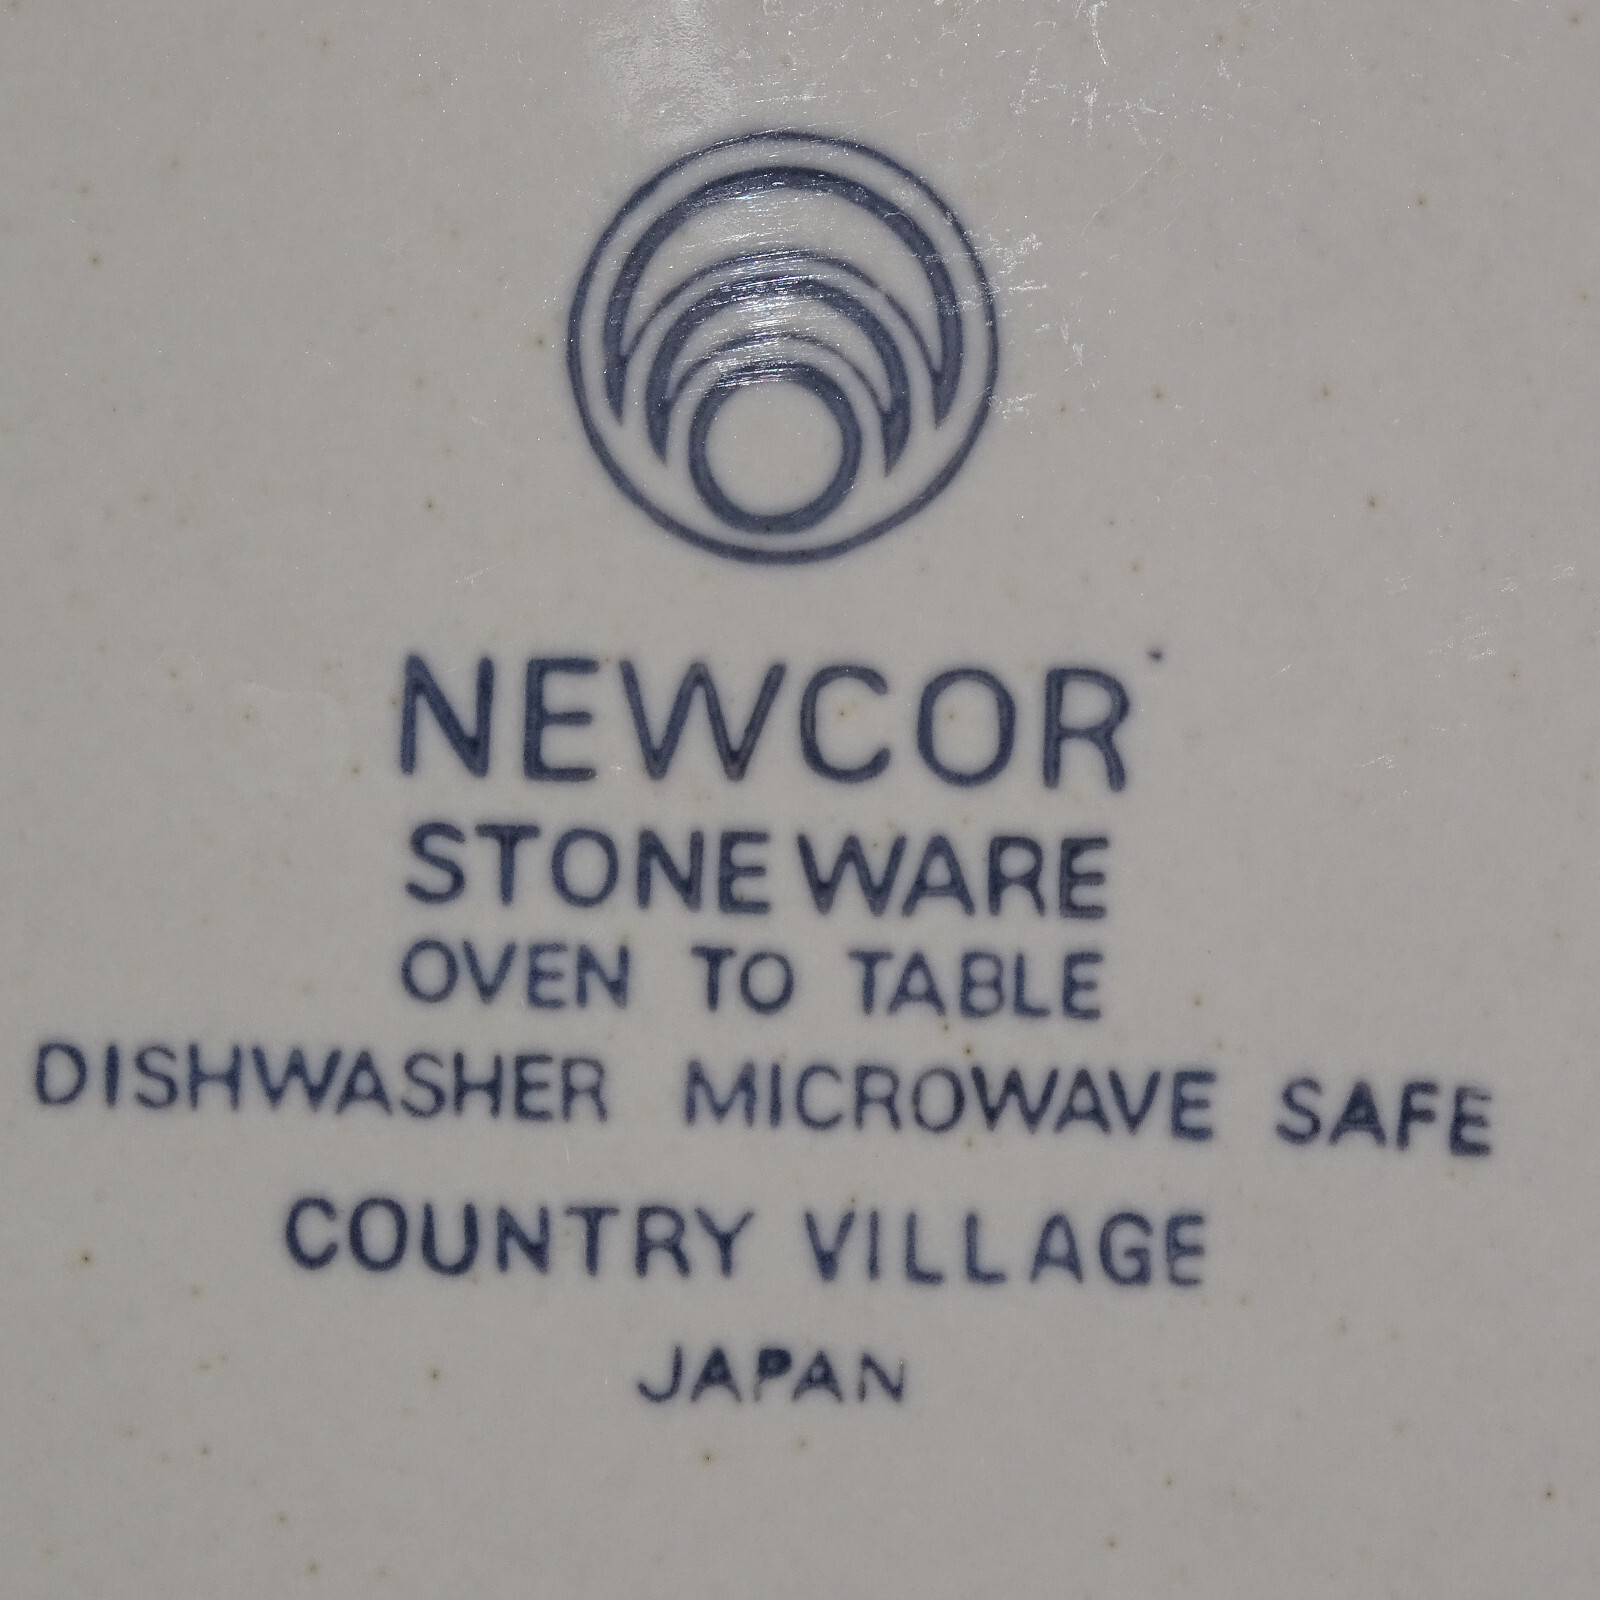 NEWCOR
STONEWARE
OVEN TO TABLE
DISHWASHER MICROWAVE SAFE
COUNTRY VILLAGE
JAPAN